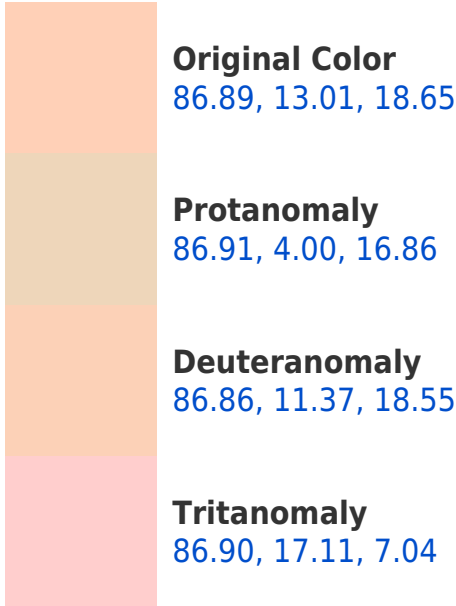 Original Color
86.89, 13.01, 18.65
Protanomaly
86.91, 4.00, 16.86
Deuteranomaly
86.86, 11.37, 18.55
Tritanomaly
86.90, 17.11, 7.04